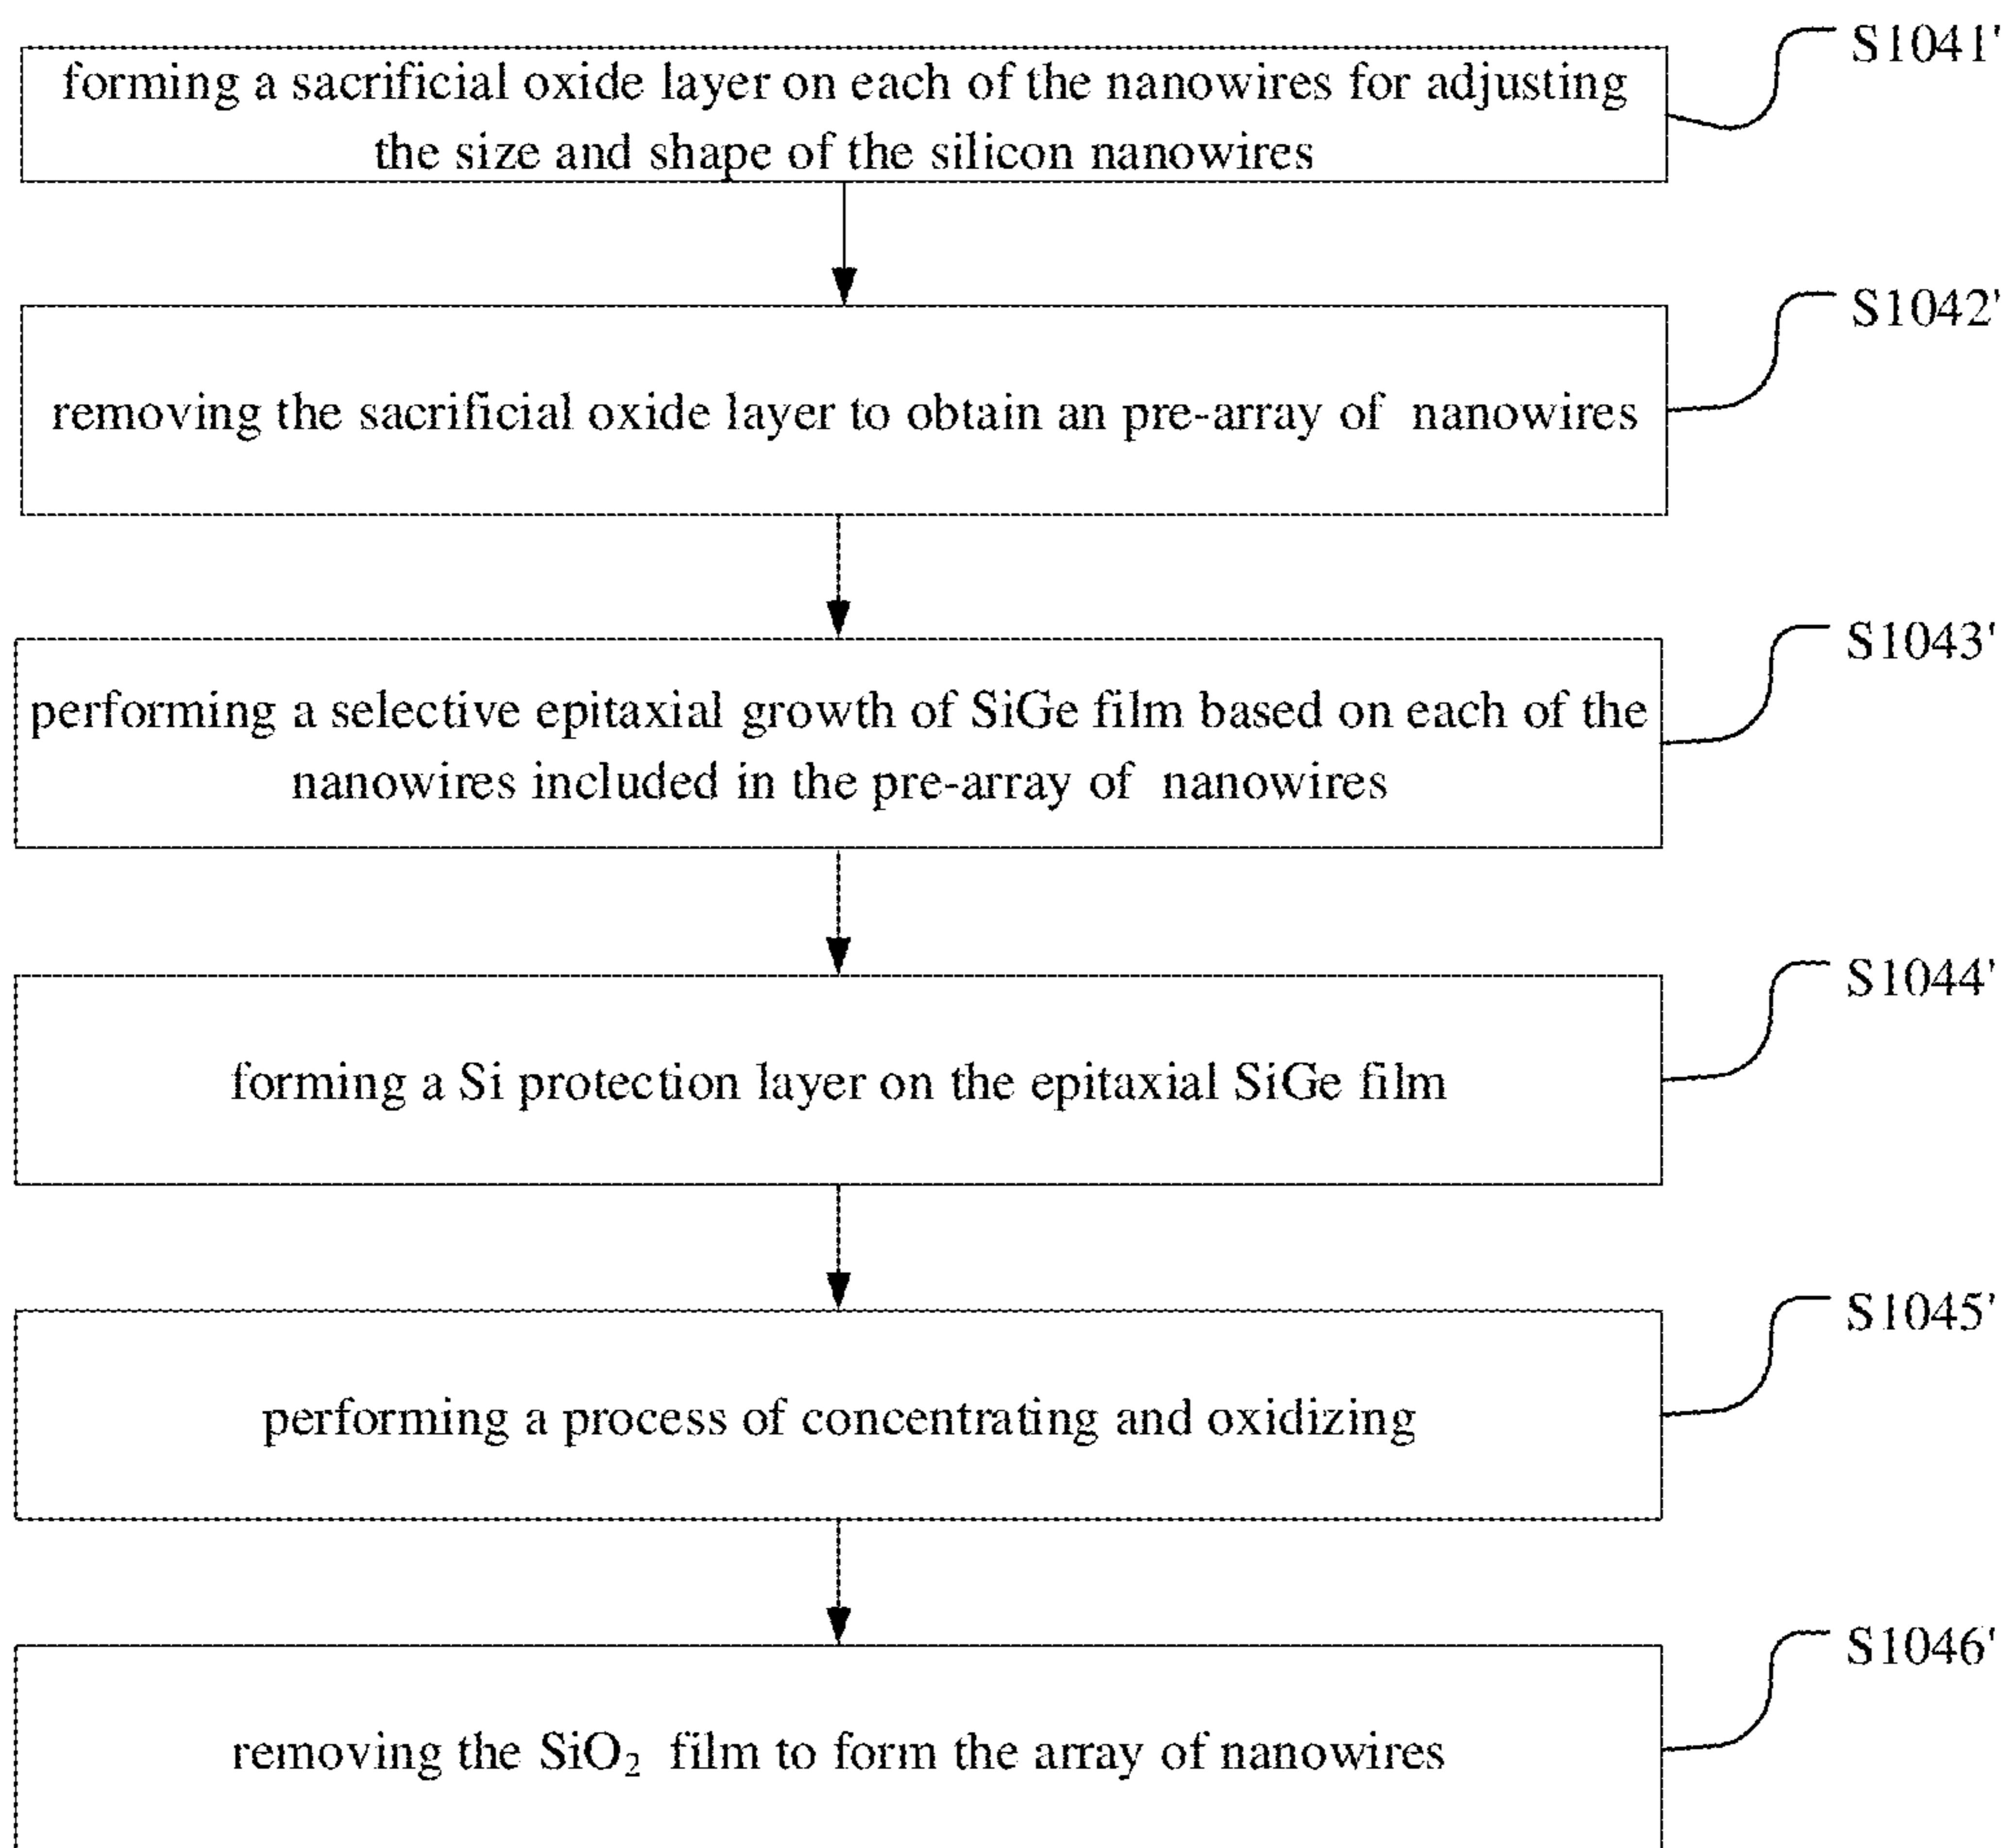 S1041'
forming a sacrificial oxide layer on each of the nanowires for adjusting
the size and shape of the silicon nanowires
S1042'
removing the sacrificial oxide layer to obtain an pre-array of nanowires
S1043'
performing a selective epitaxial growth of SiGe film based on each of the
nanowires included in the pre-array of nanowires
S1044'
forming a Si protection layer on the epitaxial SiGe film
S1045'
performing a process of concentrating and oxidizing
S1046'
removing the SiO₂ film to form the array of nanowires